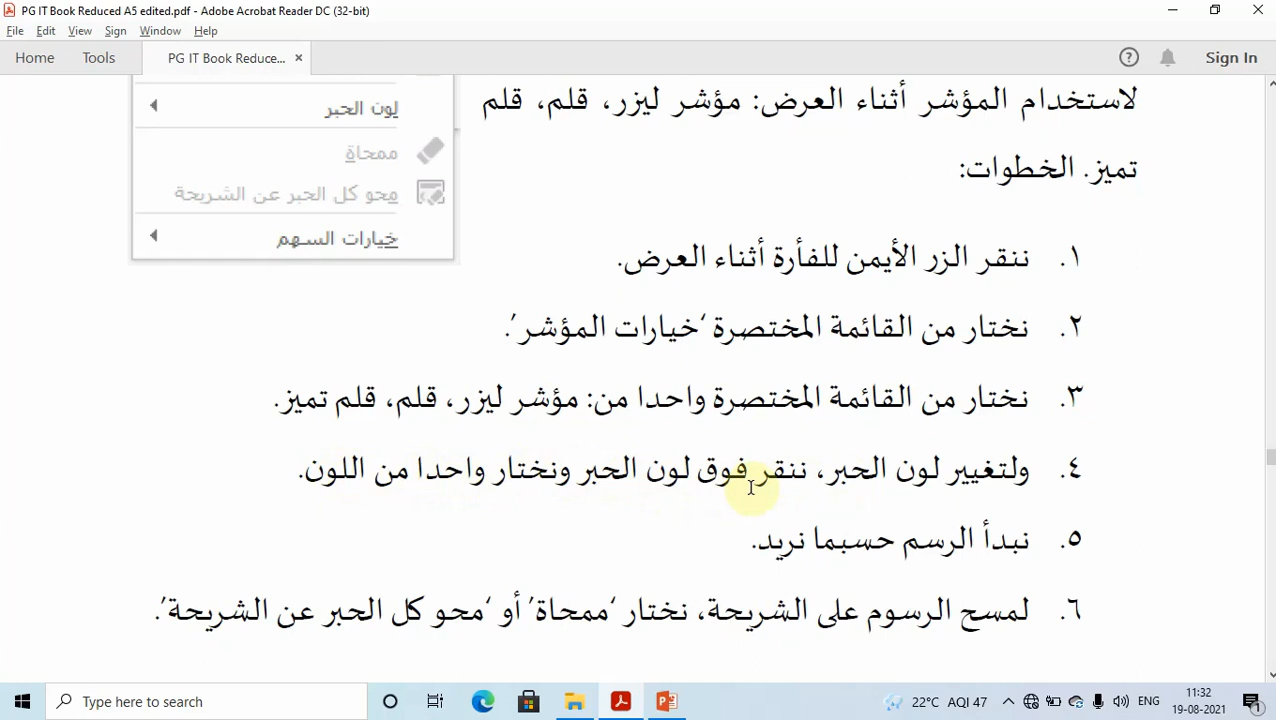 PG IT Book Reduced A5 edited.pdf - Adobe Acrobat Reader DC (32-bit)
File Edit View Sign Window Help
Home Tools PG IT Book Reduce... × Sign In
لاستخدام المؤشر أثناء العرض: مؤشر ليزر، قلم، قلم
تميز. الخطوات:
لون الحبر
ممحاة
محو كل الحبر عن الشريحة
خيارات السهم
١. ننقر الزر الأيمن للفأرة أثناء العرض.
٢. نختار من القائمة المختصرة ‘خيارات المؤشر’.
٣. نختار من القائمة المختصرة واحدا من: مؤشر ليزر، قلم، قلم تميز.
٤. ولتغيير لون الحبر، ننقر فوق لون الحبر ونختار واحدا من اللون.
٥. نبدأ الرسم حسبما نريد.
٦. لمسح الرسوم على الشريحة، نختار ‘ممحاة’ أو ‘محو كل الحبر عن الشريحة’.
Type here to search 22°C AQI 47 ENG 11:32
19-08-2021